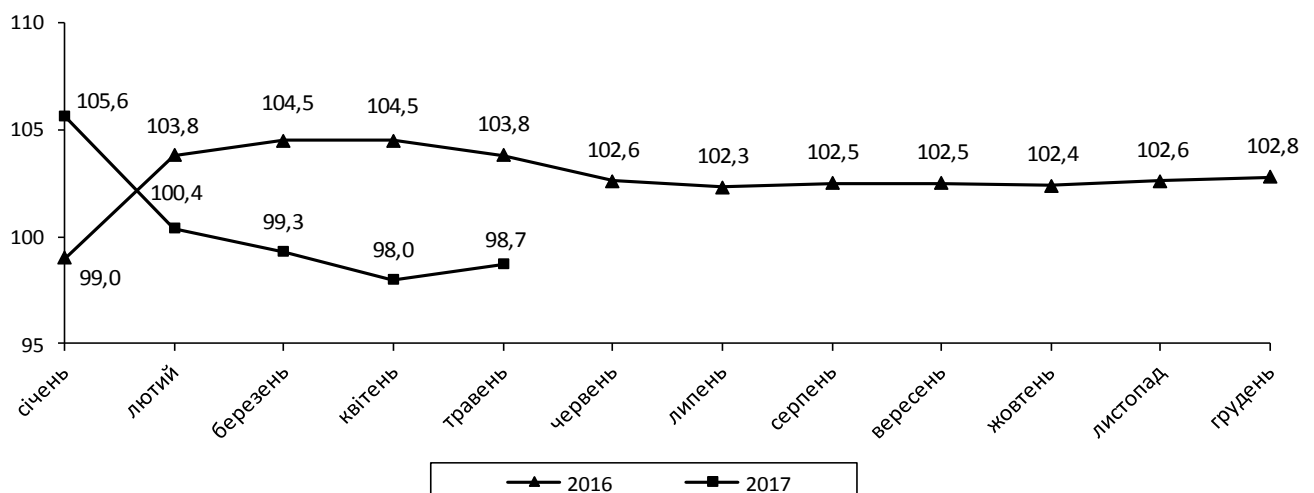 110
105,6
104,5
104,5
103,8
103,8
102,6
102,3
102,5
102,5
102,4
102,6
102,8
105
100,4
99,3
98,0
98,7
100
99,0
95
січень
лютий
березень
квітень
травень
червень
липень
серпень
вересень
жовтень
листопад
грудень
2016 2017